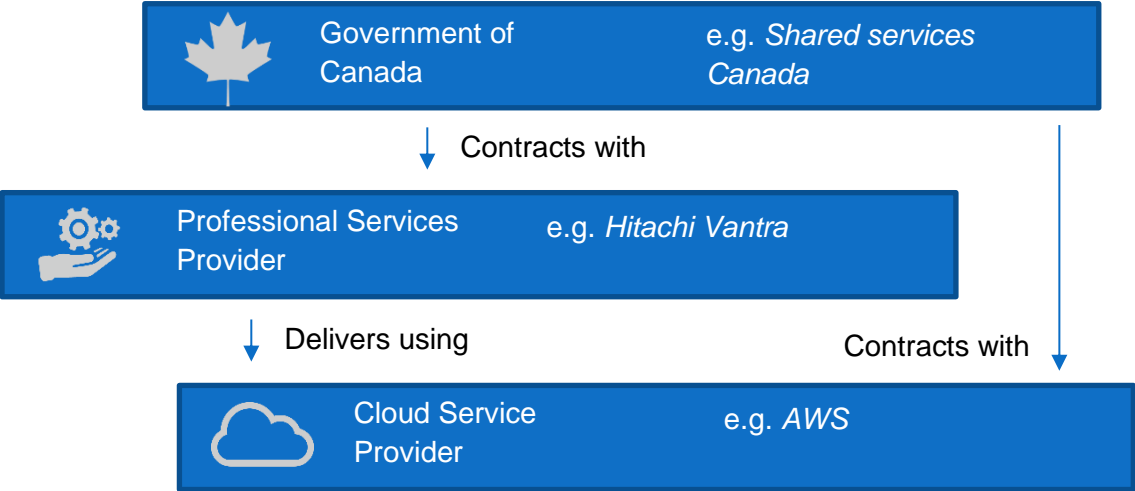 Government of
Canada
e.g. Shared services
Canada
Contracts with
Professional Services
Provider
e.g. Hitachi Vantra
Delivers using
Contracts with
Cloud Service
Provider
e.g. AWS